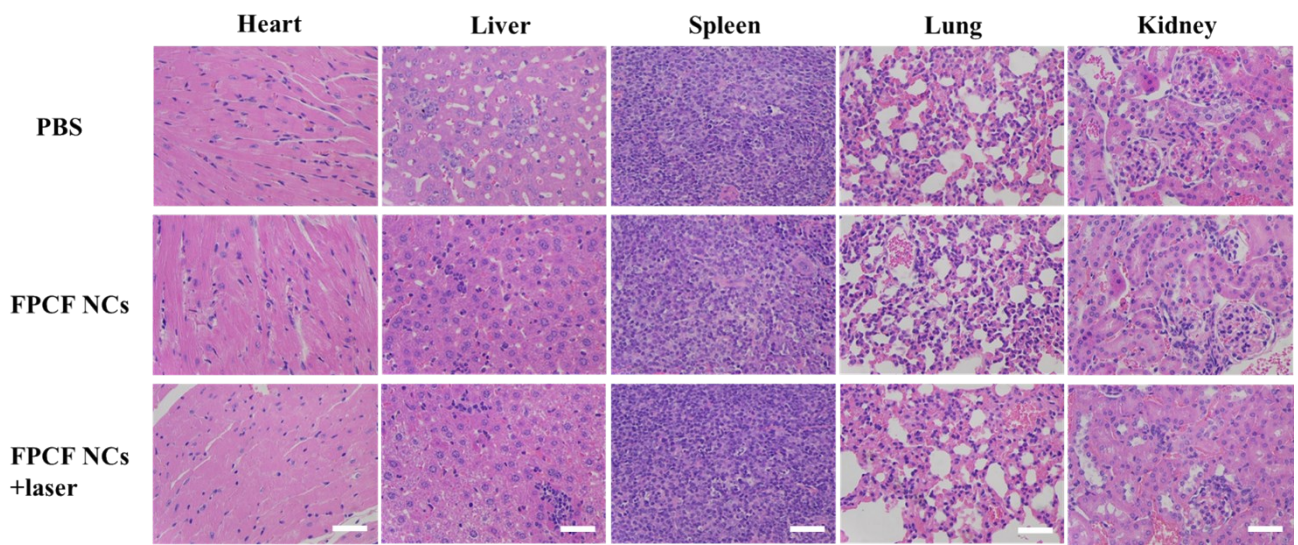 Heart Liver Spleen Lung Kidney
PBS
FPCF NCs
FPCF NCs
+laser